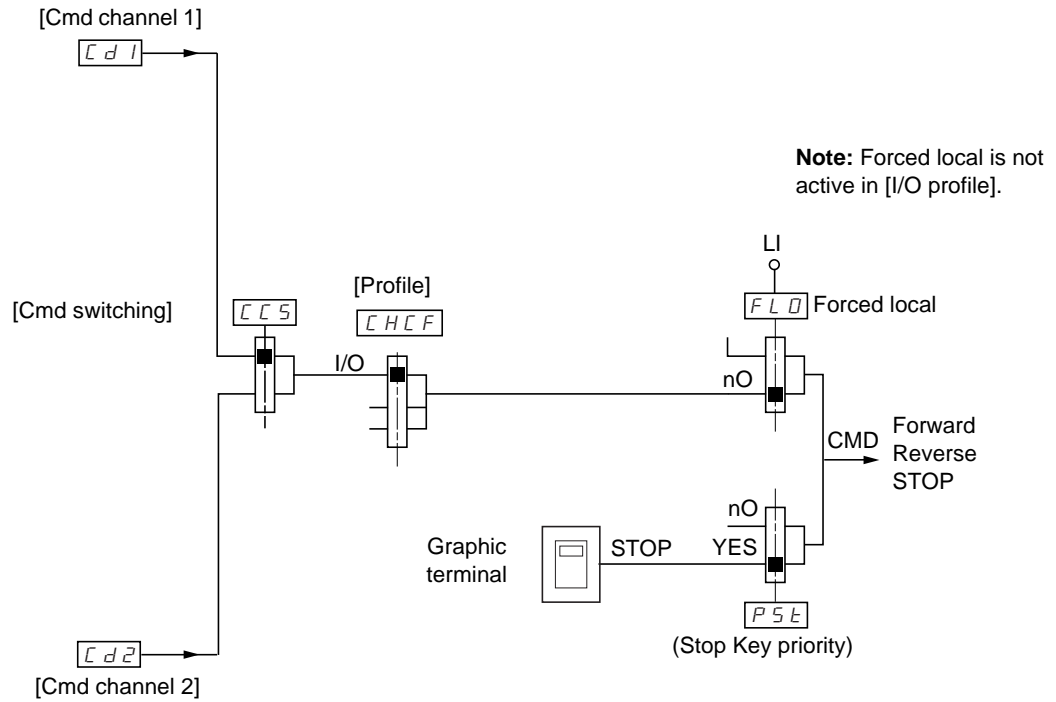 [Cmd channel 1]
Cd1
Note: Forced local is not
active in [I/O profile].
LI
[Profile]
[Cmd switching]
CCS
CHCF
FLO
Forced local
I/O
nO
CMD
Forward
Reverse
STOP
nO
Graphic
terminal
STOP
YES
PSt
(Stop Key priority)
Cd2
[Cmd channel 2]